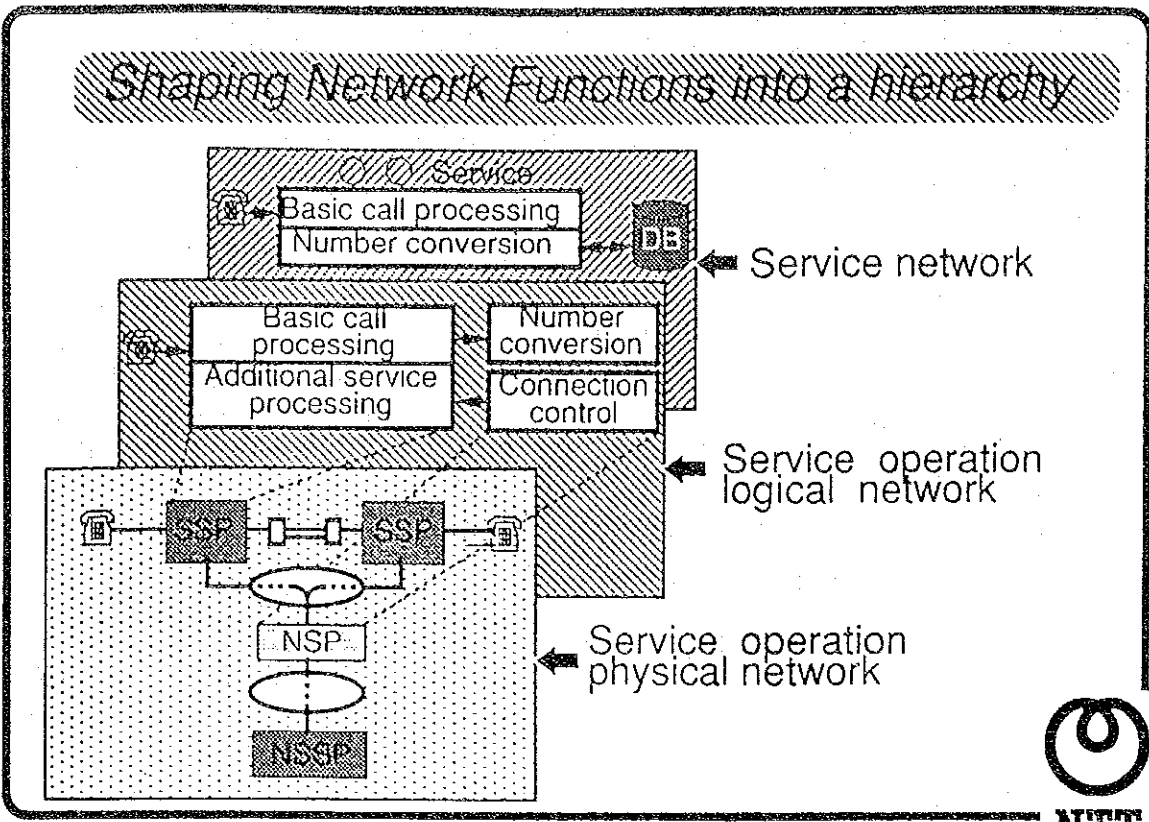 Shaping Network Functions into a hierarchy
Service
Basic call processing
Number conversion
DB
Service network
Basic call
processing
Number
conversion
Additional service
processing
Connection
control
Service operation
logical network
SSP
SSP
NSP
NSSP
Service operation
physical network